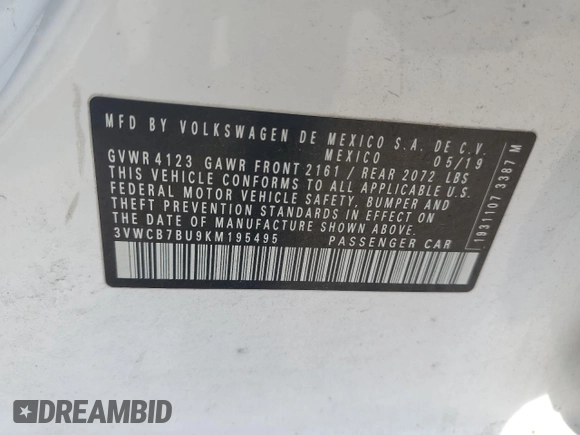 MFD BY VOLKSWAGEN DE MEXICO S.A. DE C.V.
MEXICO 05/19
GVWR 4123 GAWR FRONT 2161 / REAR 2072 LBS
THIS VEHICLE CONFORMS TO ALL APPLICABLE U.S.
FEDERAL MOTOR VEHICLE SAFETY, BUMPER AND
THEFT PREVENTION STANDARDS IN EFFECT ON
THE DATE OF MANUFACTURE SHOWN ABOVE.
3VWCB7BU9KM195495 PASSENGER CAR
1931107 3387 M
DREAMBID